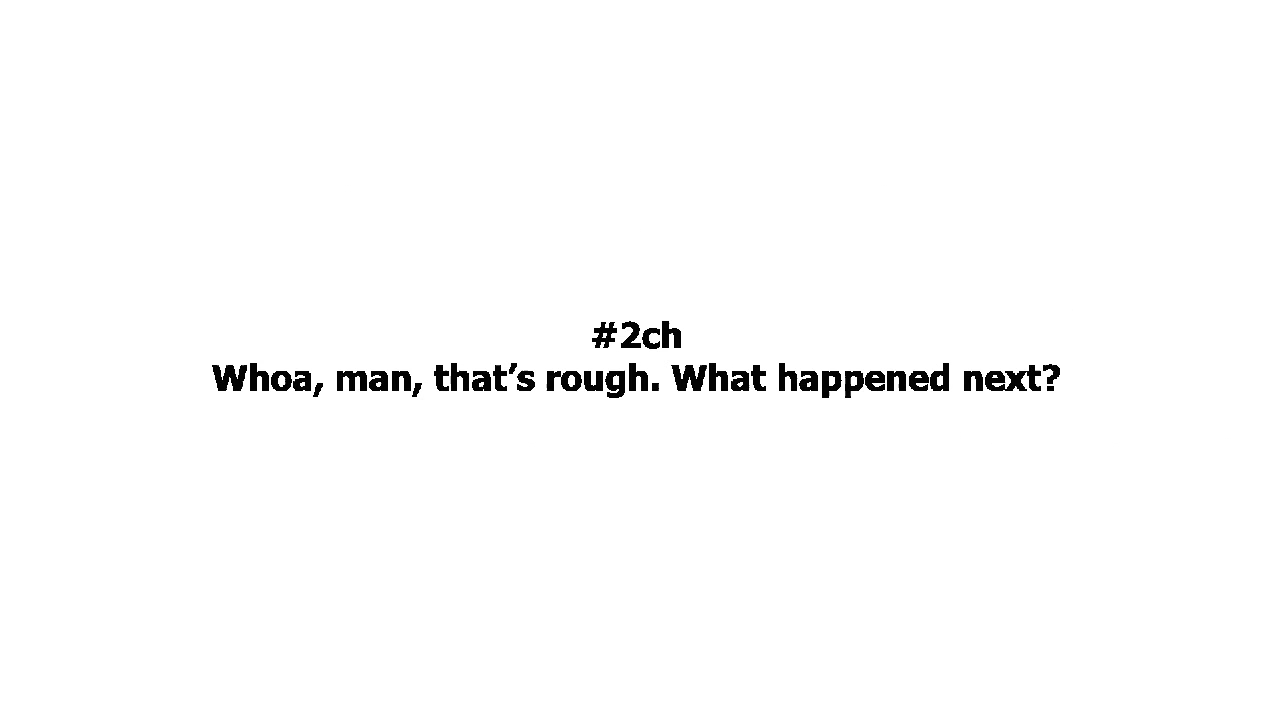 #2ch
Whoa, man, that’s rough. What happened next?